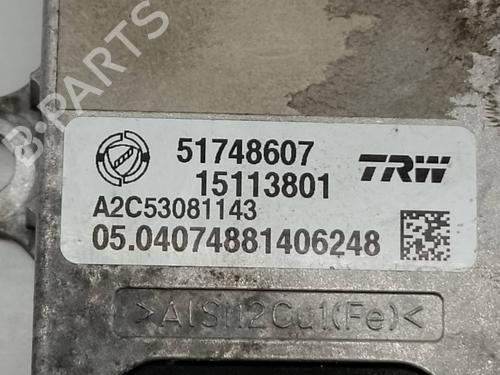 B-PARTS
51748607
15113801
TRW
A2C53081143
05.04074881406248
>AlSi12Cu1(Fe)<